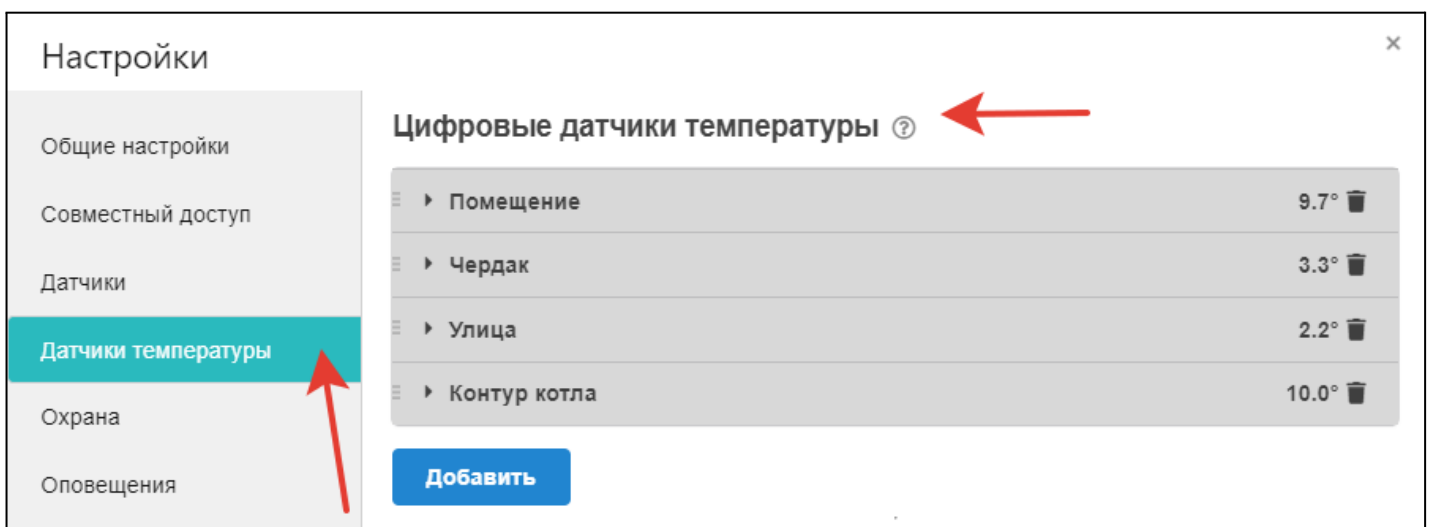 Настройки
×
Общие настройки
Совместный доступ
Датчики
Датчики температуры
Охрана
Оповещения
Цифровые датчики температуры ?
Помещение 9.7°
Чердак 3.3°
Улица 2.2°
Контур котла 10.0°
Добавить